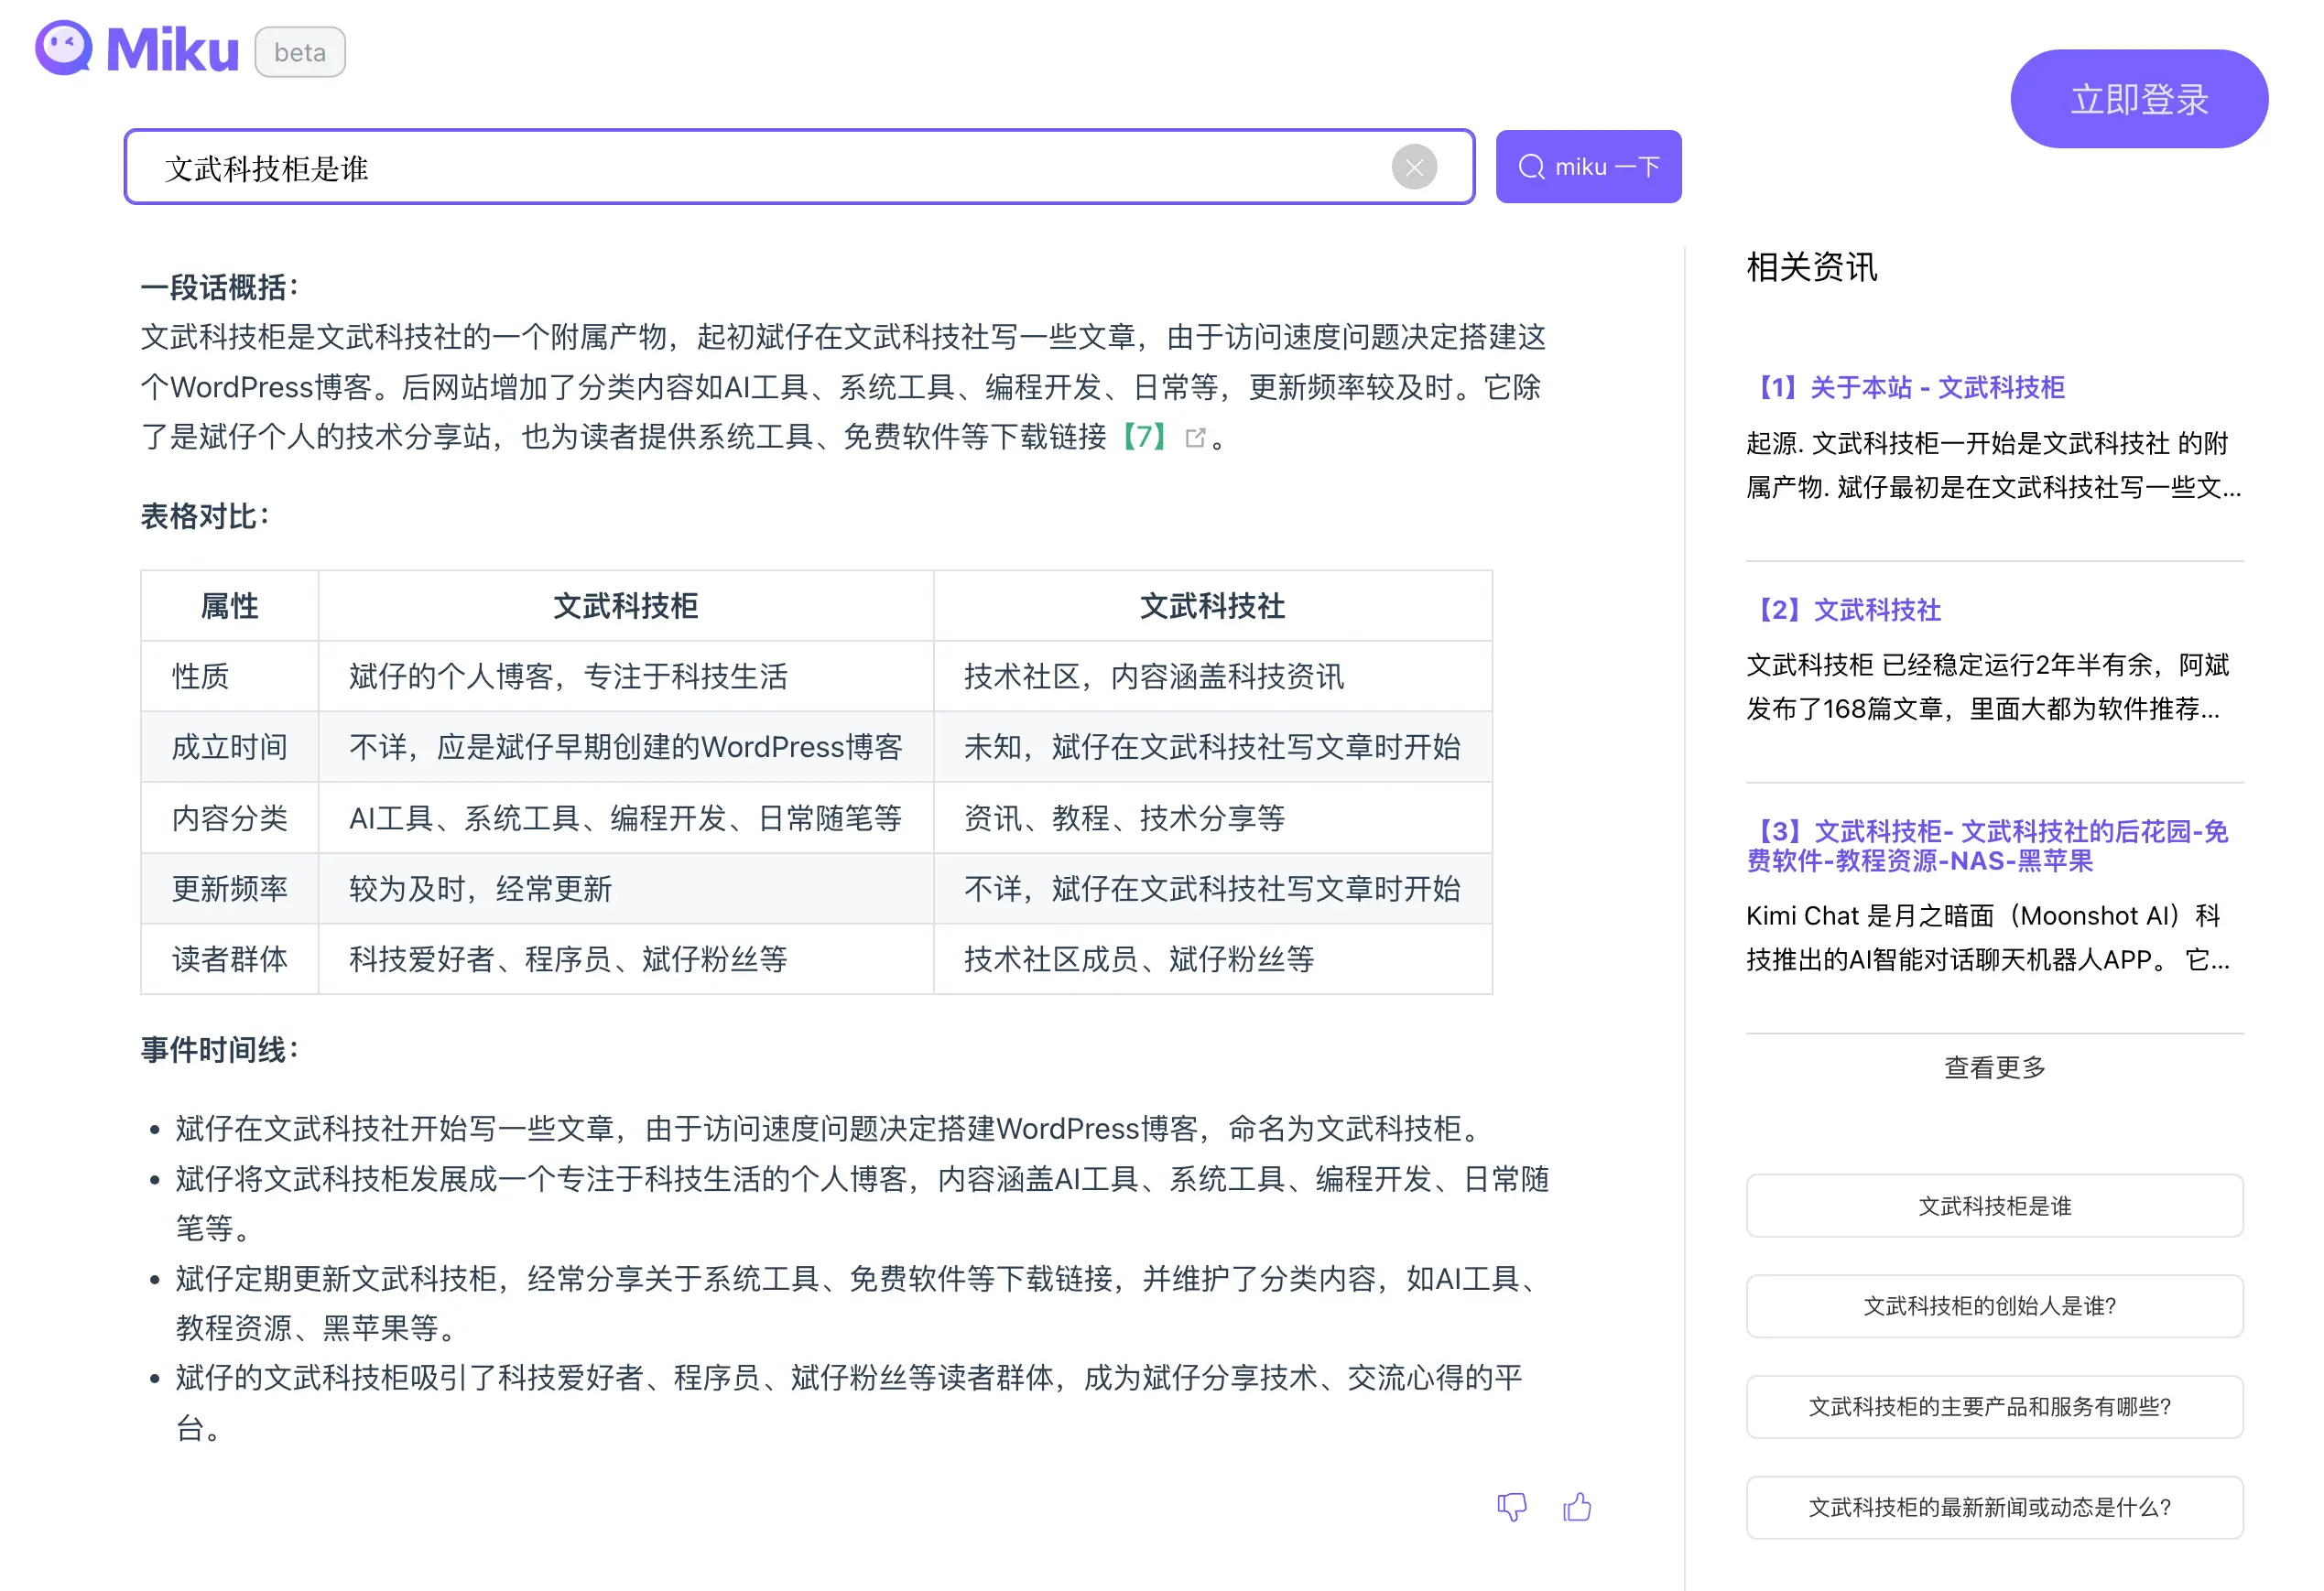 Miku beta
立即登录
文武科技柜是谁
miku 一下
一段话概括：
文武科技柜是文武科技社的一个附属产物，起初斌仔在文武科技社写一些文章，由于访问速度问题决定搭建这
个WordPress博客。后网站增加了分类内容如AI工具、系统工具、编程开发、日常等，更新频率较及时。它除
了是斌仔个人的技术分享站，也为读者提供系统工具、免费软件等下载链接【7】。
表格对比：
属性 文武科技柜 文武科技社
性质 斌仔的个人博客，专注于科技生活 技术社区，内容涵盖科技资讯
成立时间 不详，应是斌仔早期创建的WordPress博客 未知，斌仔在文武科技社写文章时开始
内容分类 AI工具、系统工具、编程开发、日常随笔等 资讯、教程、技术分享等
更新频率 较为及时，经常更新 不详，斌仔在文武科技社写文章时开始
读者群体 科技爱好者、程序员、斌仔粉丝等 技术社区成员、斌仔粉丝等
事件时间线：
• 斌仔在文武科技社开始写一些文章，由于访问速度问题决定搭建WordPress博客，命名为文武科技柜。
• 斌仔将文武科技柜发展成一个专注于科技生活的个人博客，内容涵盖AI工具、系统工具、编程开发、日常随
笔等。
• 斌仔定期更新文武科技柜，经常分享关于系统工具、免费软件等下载链接，并维护了分类内容，如AI工具、
教程资源、黑苹果等。
• 斌仔的文武科技柜吸引了科技爱好者、程序员、斌仔粉丝等读者群体，成为斌仔分享技术、交流心得的平
台。
相关资讯
【1】关于本站 - 文武科技柜
起源. 文武科技柜一开始是文武科技社 的附
属产物. 斌仔最初是在文武科技社写一些文...
【2】文武科技社
文武科技柜 已经稳定运行2年半有余，阿斌
发布了168篇文章，里面大都为软件推荐...
【3】文武科技柜- 文武科技社的后花园-免
费软件-教程资源-NAS-黑苹果
Kimi Chat 是月之暗面（Moonshot AI）科
技推出的AI智能对话聊天机器人APP。 它...
查看更多
文武科技柜是谁
文武科技柜的创始人是谁?
文武科技柜的主要产品和服务有哪些?
文武科技柜的最新新闻或动态是什么?